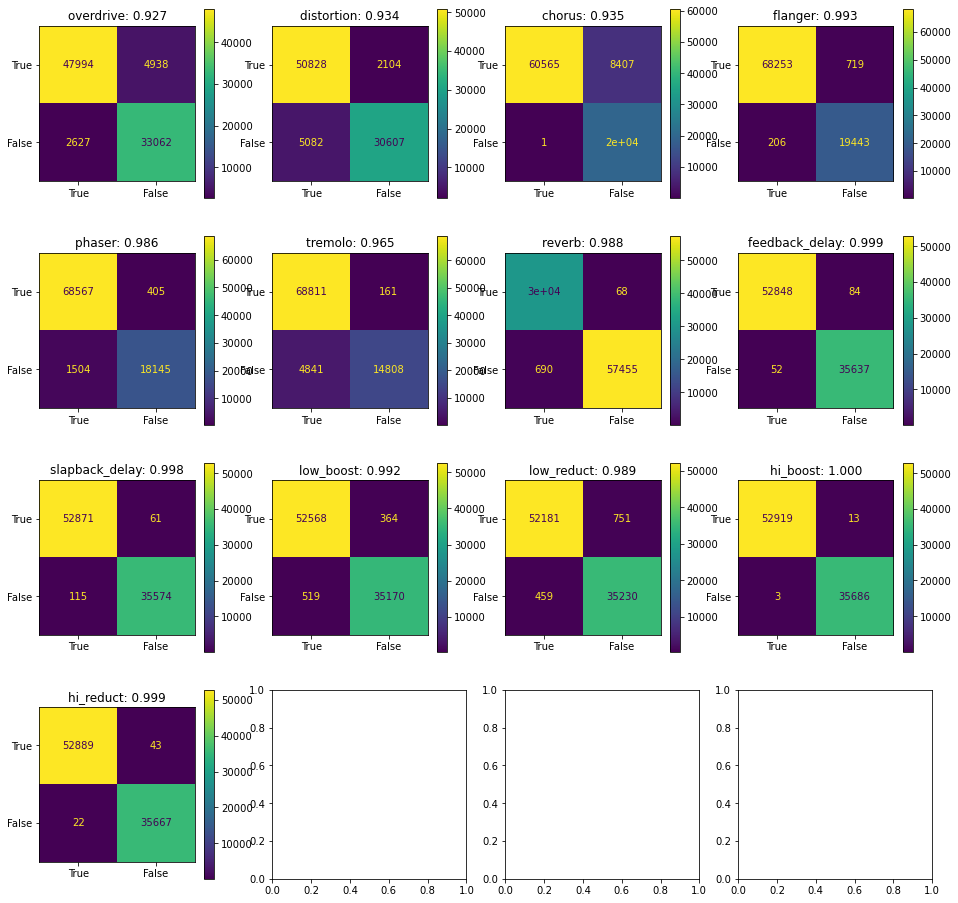 overdrive: 0.927
True 47994 4938 40000
30000
False 2627 33062 20000
10000
True False
distortion: 0.934
True 50828 2104 50000
40000
30000
False 5082 30607 20000
10000
True False
chorus: 0.935
True 60565 8407 60000
50000
40000
30000
False 1 2e+04 20000
10000
True False
flanger: 0.993
True 68253 719 60000
50000
40000
30000
False 206 19443 20000
10000
True False
phaser: 0.986
True 68567 405 60000
50000
40000
30000
False 1504 18145 20000
10000
True False
tremolo: 0.965
True 68811 161 60000
50000
40000
30000
False 4841 14808 20000
10000
True False
reverb: 0.988
True 3e+04 68 50000
40000
30000
False 690 57455 20000
10000
True False
feedback_delay: 0.999
True 52848 84 50000
40000
30000
False 52 35637 20000
10000
True False
slapback_delay: 0.998
True 52871 61 50000
40000
30000
False 115 35574 20000
10000
True False
low_boost: 0.992
True 52568 364 50000
40000
30000
False 519 35170 20000
10000
True False
low_reduct: 0.989
True 52181 751 50000
40000
30000
False 459 35230 20000
10000
True False
hi_boost: 1.000
True 52919 13 50000
40000
30000
False 3 35686 20000
10000
True False
hi_reduct: 0.999
True 52889 43 50000
40000
30000
False 22 35667 20000
10000
True False
1.0
0.8
0.6
0.4
0.2
0.0
0.0 0.2 0.4 0.6 0.8 1.0
1.0
0.8
0.6
0.4
0.2
0.0
0.0 0.2 0.4 0.6 0.8 1.0
1.0
0.8
0.6
0.4
0.2
0.0
0.0 0.2 0.4 0.6 0.8 1.0